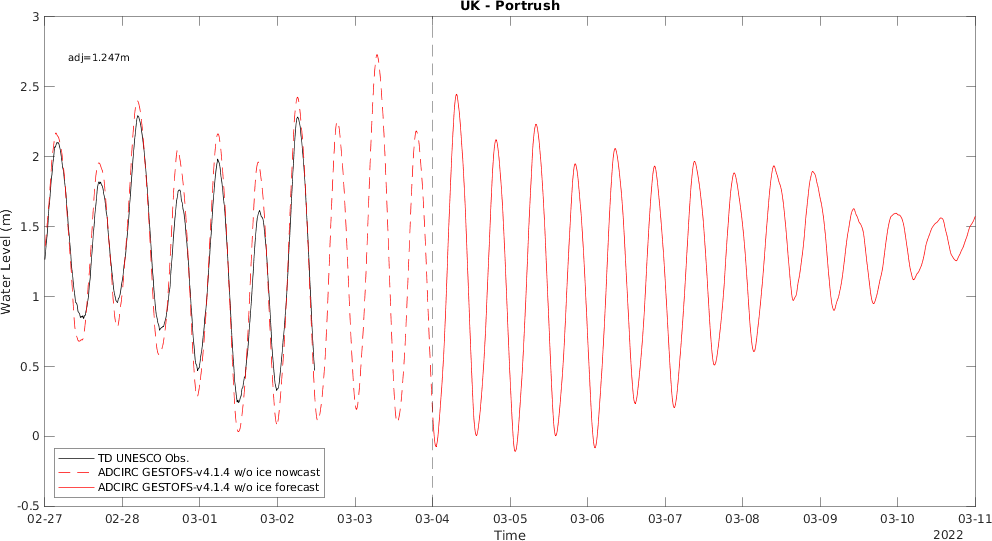 UK - Portrush
adj=1.247m
Water Level (m)
3
2.5
2
1.5
1
0.5
0
-0.5
TD UNESCO Obs.
ADCIRC GESTOFS-v4.1.4 w/o ice nowcast
ADCIRC GESTOFS-v4.1.4 w/o ice forecast
02-27 02-28 03-01 03-02 03-03 03-04 03-05 03-06 03-07 03-08 03-09 03-10 03-11
Time
2022